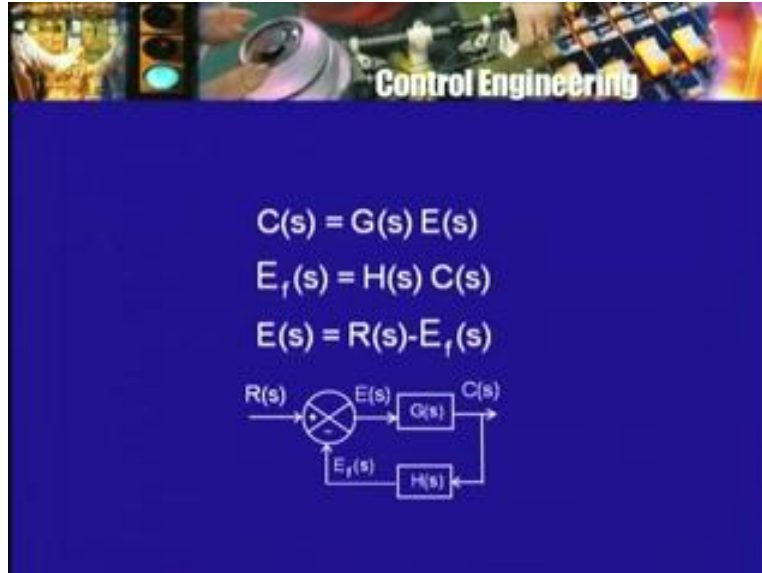 Control Engineering
C(s) = G(s) E(s)
E_f(s) = H(s) C(s)
E(s) = R(s)-E_f(s)
R(s) E(s) C(s)
+ G(s)
-
E_f(s) H(s)